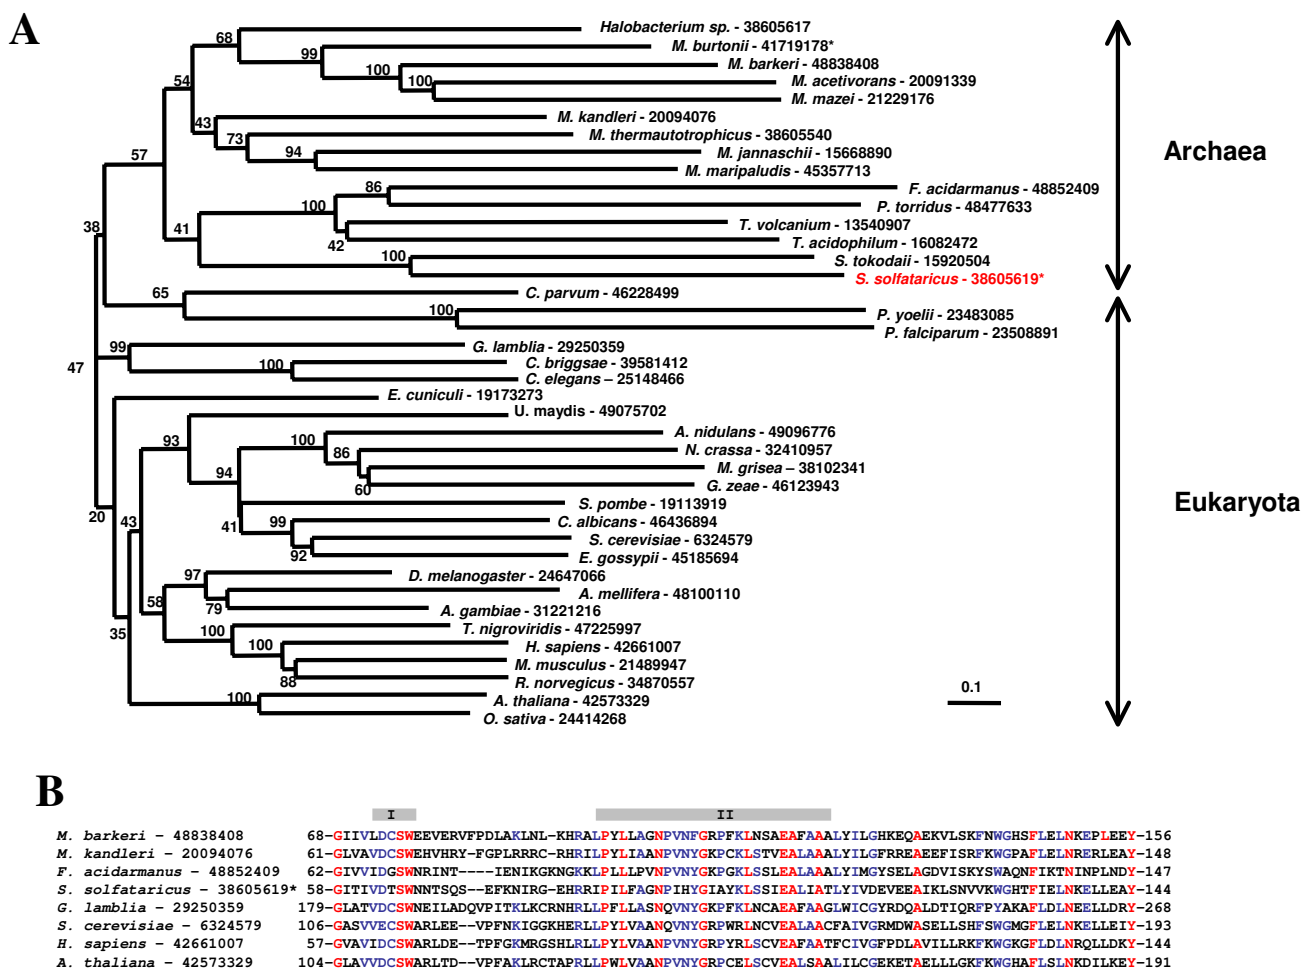 A
Halobacterium sp. - 38605617
68
M. burtonii - 41719178*
99
M. barkeri - 48838408
100
M. acetivorans - 20091339
100
54
M. mazei - 21229176
M. kandleri - 20094076
43
M. thermautotrophicus - 38605540
73
M. jannaschii - 15668890
94
57
Archaea
M. maripaludis - 45357713
F. acidarmanus - 48852409
86
P. torridus - 48477633
100
T. volcanium - 13540907
38
41
T. acidophilum - 16082472
42
S. tokodaii - 15920504
100
S. solfataricus - 38605619*
C. parvum - 46228499
65
P. yoelii - 23483085
100
P. falciparum - 23508891
G. lamblia - 29250359
99
C. briggsae - 39581412
100
47
C. elegans – 25148466
E. cuniculi - 19173273
U. maydis - 49075702
A. nidulans - 49096776
93
100
N. crassa - 32410957
86
M. grisea – 38102341
94
G. zeae - 46123943
60
Eukaryota
S. pombe - 19113919
20
43
41
99
C. albicans - 46436894
S. cerevisiae - 6324579
92
E. gossypii - 45185694
D. melanogaster - 24647066
97
A. mellifera - 48100110
58
79
A. gambiae - 31221216
T. nigroviridis - 47225997
35
100
H. sapiens - 42661007
100
M. musculus - 21489947
88
R. norvegicus - 34870557
0.1
100
A. thaliana - 42573329
O. sativa - 24414268
B
I II
M. barkeri – 48838408 68–GIIVLDCSWEEVERVFPDLAKLNL–KHRALPYLLAGNPVNFGRPFKLNSAEAFAAALYILGHKEQAEKVLSKFNWGHSFLELNKEPLEEY–156
M. kandleri – 20094076 61–GLVAVDCSWEHVHRY–FGPLRRRC–RHRILPYLIAANPVNYGKPCKLSTVEALAAALYILGFRREAEEFISRFKWGPAFLELNRERLEAY–148
F. acidarmanus – 48852409 62–GIVVIDGSWNRINT–––IENIKGKNGKKLPLLLPVNPVNYGKPFKLSSLEALAAALYIMGYSELAGDVISKYSWAQNFIKTNINPLNDY–147
S. solfataricus – 38605619* 58–GITIVDTSWNNTSQS––EFKNIRG–EHRRIPILFAGNPIHYGIAYKLSSIEALIATLYIVDEVEEAIKLSNVVKWGHTFIELNKELLEAY–144
G. lamblia – 29250359 179–GLATVDCSWNEILADQVPITKLKCRNHRLLPFLLASNQVNYGKPFKLNCAEAFAAGLWICGYRDQALDTIQRFPYAKAFLDLNEELLDRY–268
S. cerevisiae – 6324579 106–GASVVECSWARLEE––VPFNKIGGKHERLLPYLVAANQVNYGRPWRLNCVEALAACFAIVGRMDWASELLSHFSWGMGFLELNKELLEIY–193
H. sapiens – 42661007 57–GVAVIDCSWARLDE–TPFGKMRGSHLRLLPYLVAANPVNYGRPYRLSCVEAFAATFCIVGFPDLAVILLRKFKWGKGFLDLNRQLLDKY–144
A. thaliana – 42573329 104–GLAVVDCSWARLTD––VPFAKLRCTAPRLLPWLVAANPVNYGRPCELSCVEALSAALILCGEKETAELLLGKFKWGHAFLSLNKDILKEY–191